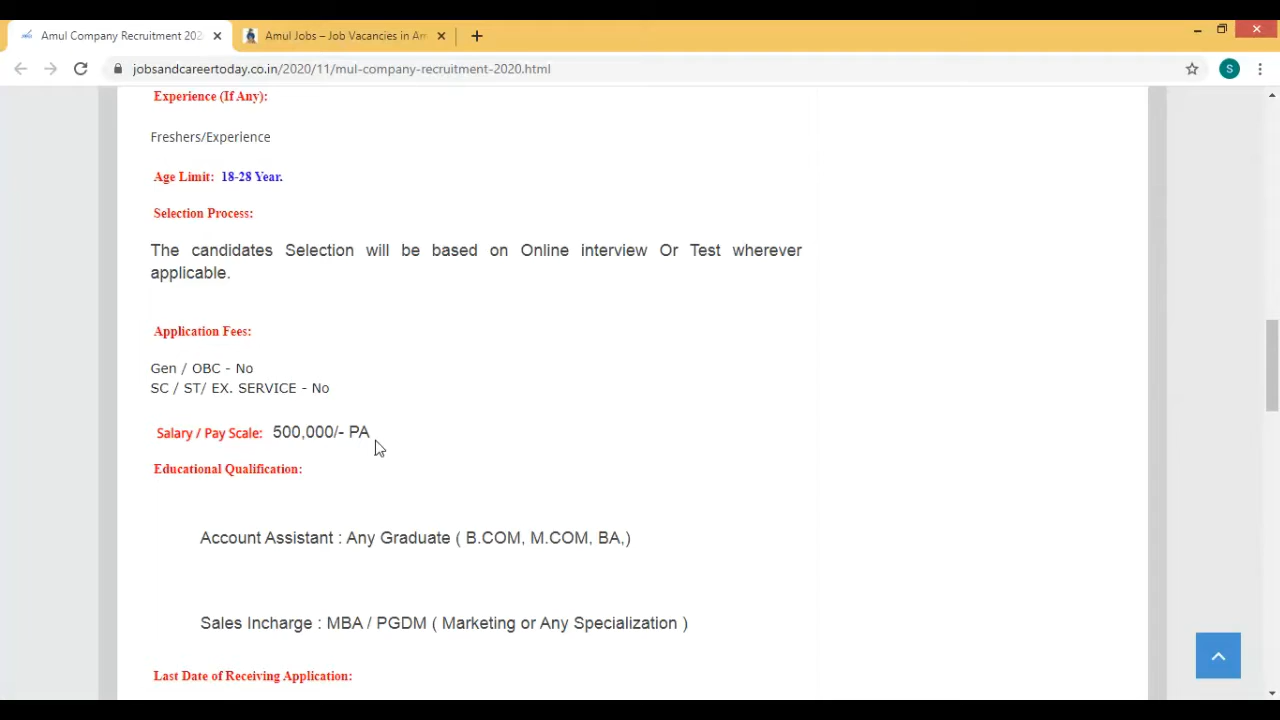 Amul Company Recruitment 202
Amul Jobs – Job Vacancies in Am
jobsandcareertoday.co.in/2020/11/mul-company-recruitment-2020.html
S
Experience (If Any):
Freshers/Experience
Age Limit: 18-28 Year.
Selection Process:
The candidates Selection will be based on Online interview Or Test wherever
applicable.
Application Fees:
Gen / OBC - No
SC / ST/ EX. SERVICE - No
Salary / Pay Scale: 500,000/- PA
Educational Qualification:
Account Assistant : Any Graduate ( B.COM, M.COM, BA,)
Sales Incharge : MBA / PGDM ( Marketing or Any Specialization )
Last Date of Receiving Application: